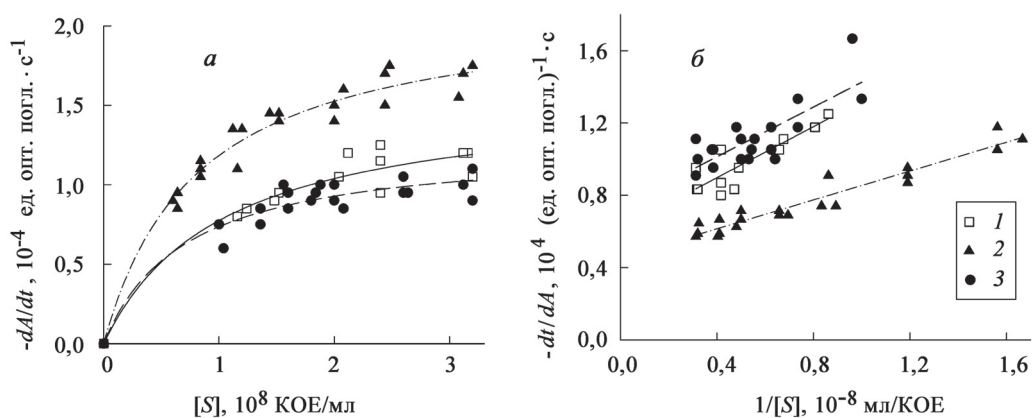 2,0
1,5
1,0
0,5
0,0
0 1 2 3
а
-dA/dt, 10⁻⁴ ед. опт. погл. · с⁻¹
[S], 10⁸ КОЕ/мл
1,6
1,2
0,8
0,4
0,0
0,0 0,4 0,8 1,2 1,6
б
-dt/dA, 10⁴ (ед. опт. погл.)⁻¹ · с
1/[S], 10⁻⁸ мл/КОЕ
1
2
3